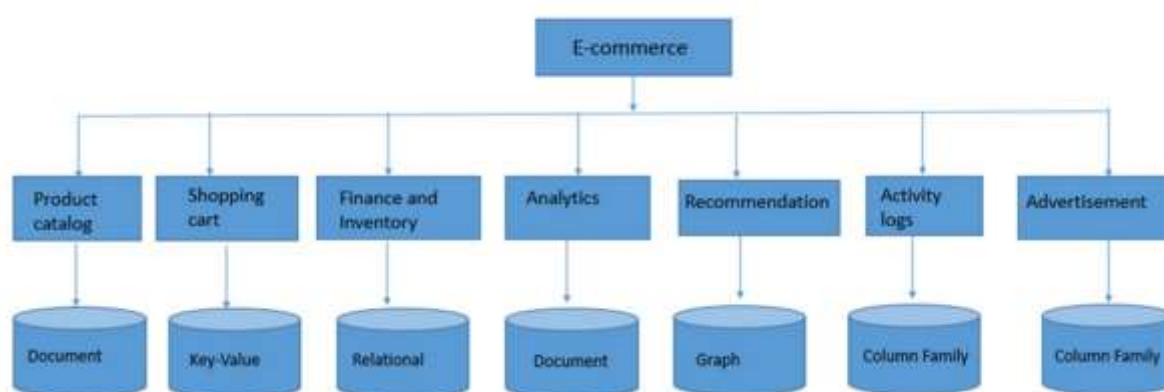 E-commerce
Product
catalog
Shopping
cart
Finance and
Inventory
Analytics
Recommendation
Activity
logs
Advertisement
Document
Key-Value
Relational
Document
Graph
Column Family
Column Family